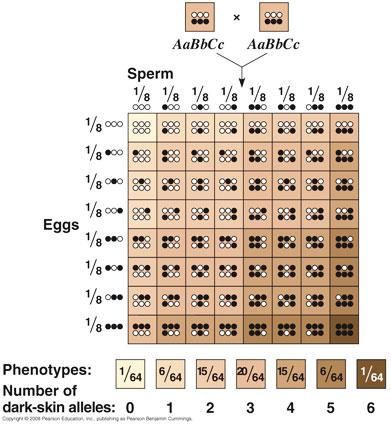 ×
AaBbCc AaBbCc
Sperm
1/8 1/8 1/8 1/8 1/8 1/8 1/8 1/8
1/8
1/8
1/8
1/8
Eggs
1/8
1/8
1/8
1/8
Phenotypes: 1/64 6/64 15/64 20/64 15/64 6/64 1/64
Number of
dark-skin alleles: 0 1 2 3 4 5 6
Copyright © 2008 Pearson Education, Inc., publishing as Pearson Benjamin Cummings.